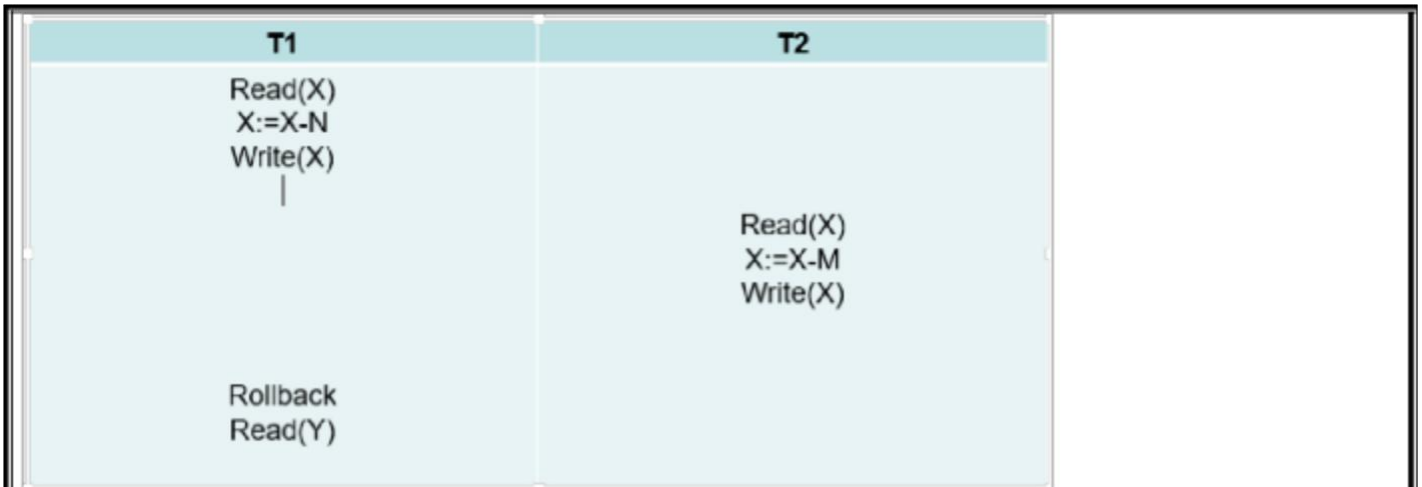 T1 T2
Read(X)
X:=X-N
Write(X)
Read(X)
X:=X-M
Write(X)
Rollback
Read(Y)